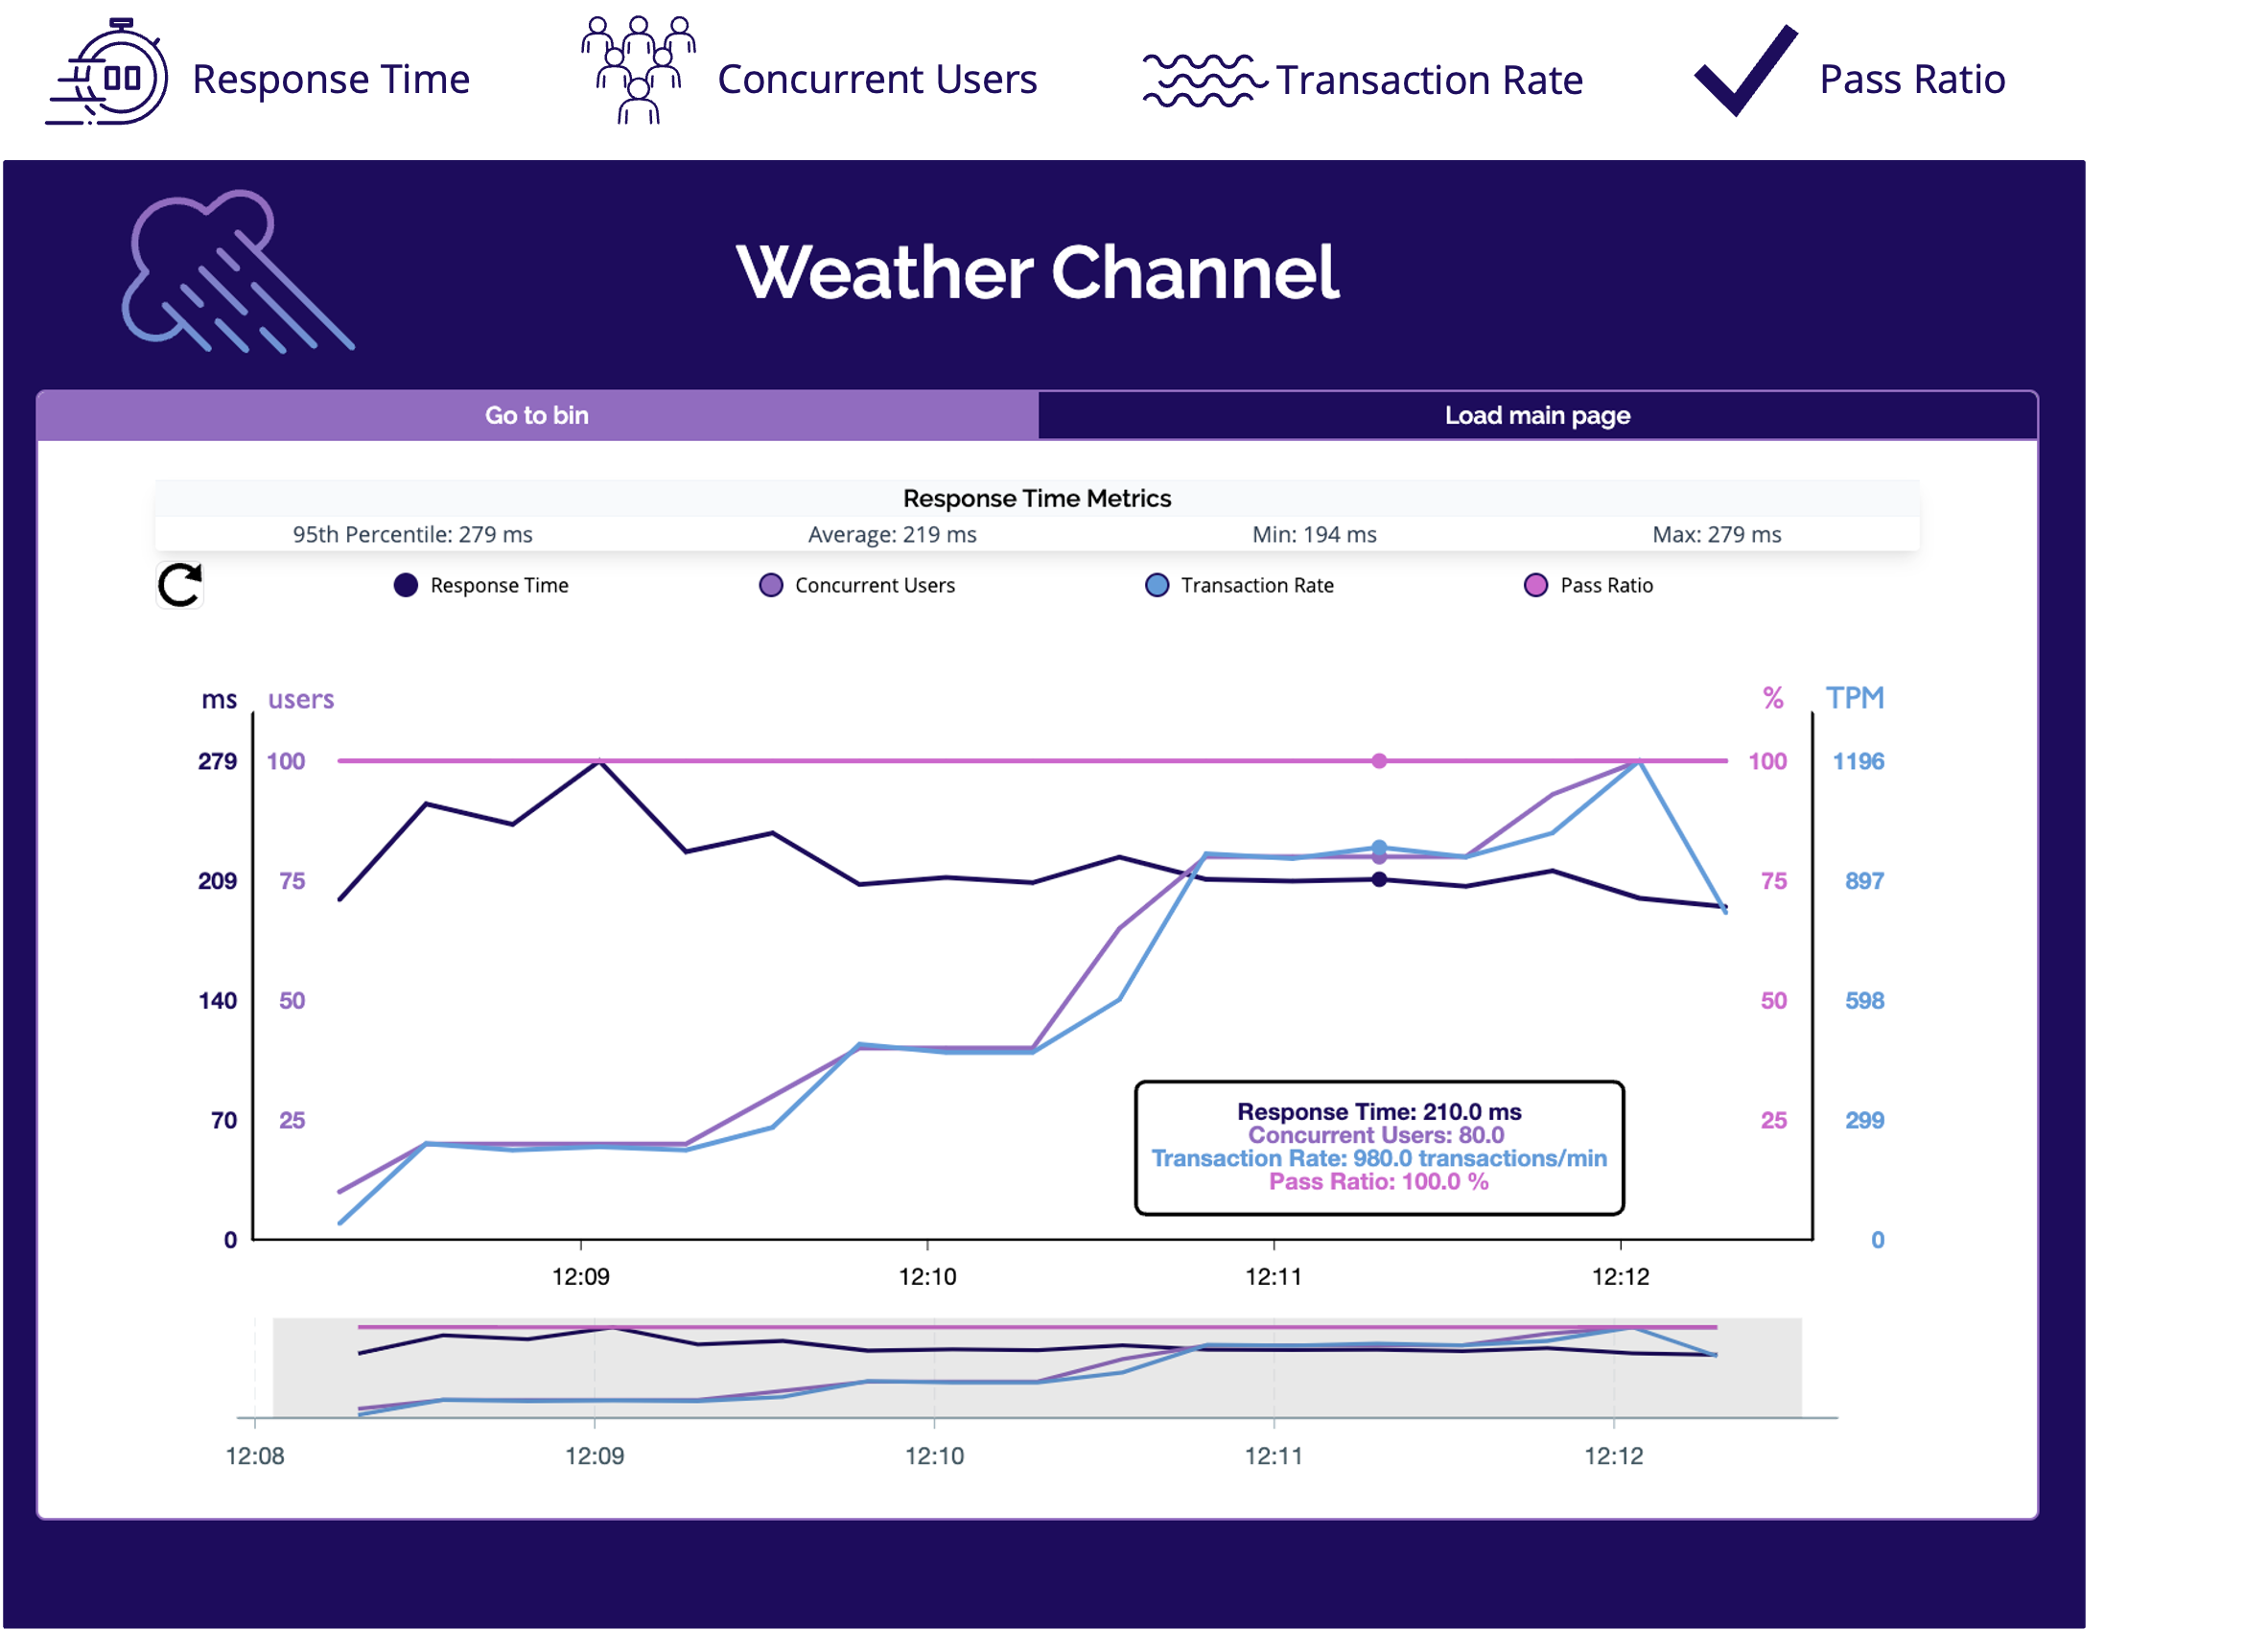 Response Time Concurrent Users Transaction Rate Pass Ratio
Weather Channel
Go to bin Load main page
Response Time Metrics
95th Percentile: 279 ms Average: 219 ms Min: 194 ms Max: 279 ms
Response Time Concurrent Users Transaction Rate Pass Ratio
ms users % TPM
279 100 100 1196
209 75 75 897
140 50 50 598
70 25 25 299
Response Time: 210.0 ms
Concurrent Users: 80.0
Transaction Rate: 980.0 transactions/min
Pass Ratio: 100.0 %
0 0
12:09 12:10 12:11 12:12
12:08 12:09 12:10 12:11 12:12